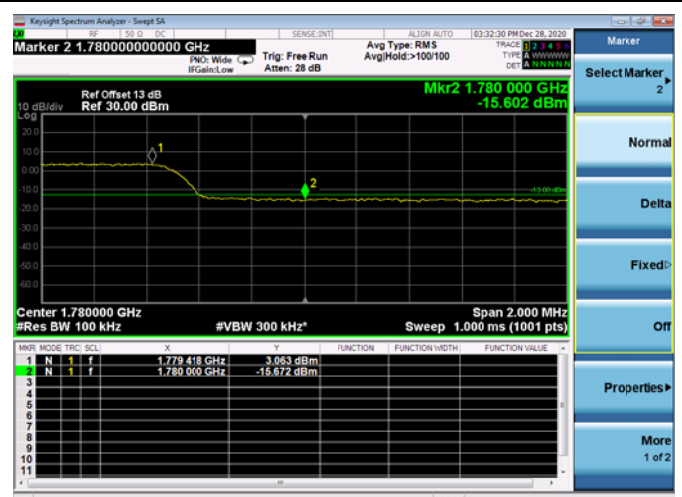 Keysight Spectrum Analyzer - Swept SA
RF 50 Ω DC SENSE:INT ALIGN AUTO 03:32:30 PM Dec 28, 2020
Marker 2 1.780000000000 GHz
PNO: Wide
IFGain:Low
Trig: Free Run
Atten: 28 dB
Avg Type: RMS
Avg|Hold:>100/100
TRACE 1 2 3 4 5 6
TYPE A WWWWW
DET A N N N N N
Ref Offset 13 dB
10 dB/div Ref 30.00 dBm
Log
Mkr2 1.780 000 GHz
-15.602 dBm
20.0
10.0
0.00
-10.0
-20.0
-30.0
-40.0
-50.0
-60.0
1
2
-13.00 dBm
Center 1.780000 GHz Span 2.000 MHz
#Res BW 100 kHz #VBW 300 kHz* Sweep 1.000 ms (1001 pts)
MKR MODE TRC SCL X Y FUNCTION FUNCTION WIDTH FUNCTION VALUE
1 N 1 f 1.779 418 GHz 3.063 dBm
2 N 1 f 1.780 000 GHz -15.672 dBm
3
4
5
6
7
8
9
10
11
Marker
Select Marker
2
Normal
Delta
Fixed
Off
Properties
More
1 of 2